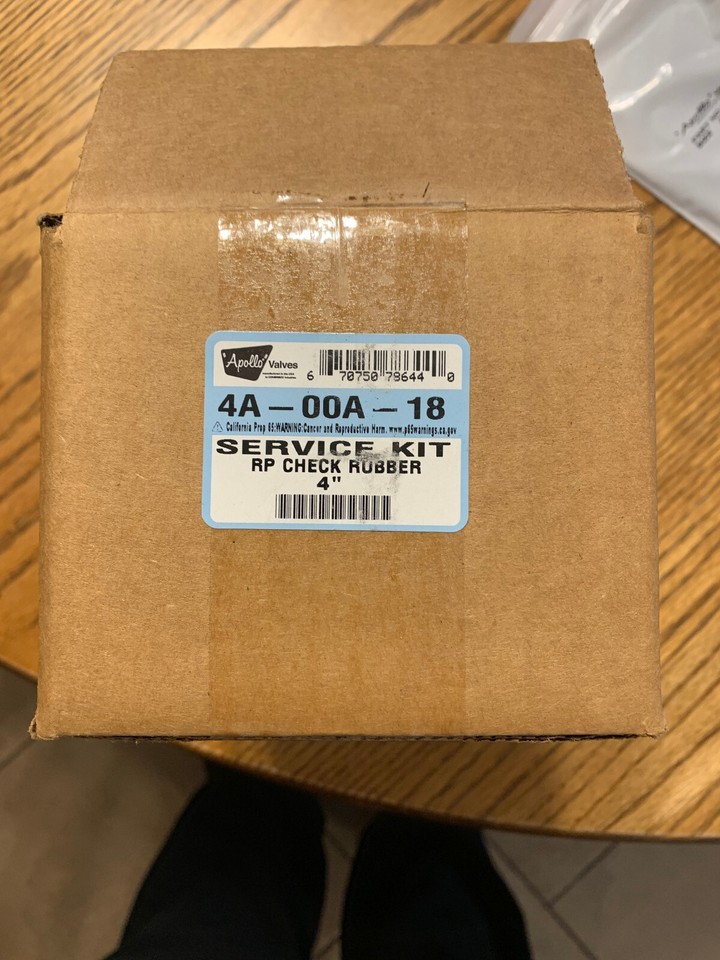 "Apollo" Valves
6 70750 78644 0
4A-00A-18
⚠ California Prop 65:WARNING:Cancer and Reproductive Harm. www.p65warnings.ca.gov
SERVICE KIT
RP CHECK RUBBER
4"
"Apollo"